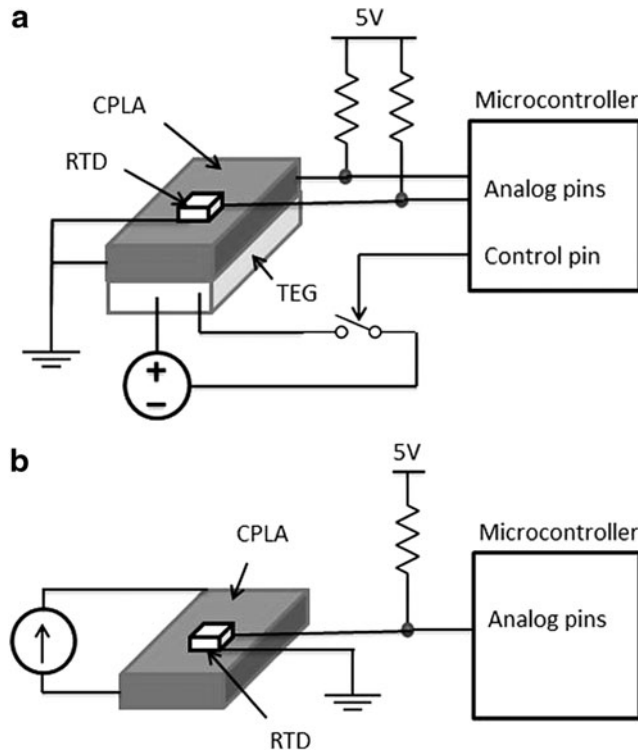 a
5V
CPLA
Microcontroller
RTD
Analog pins
Control pin
TEG
+
−
b
5V
CPLA
Microcontroller
Analog pins
RTD